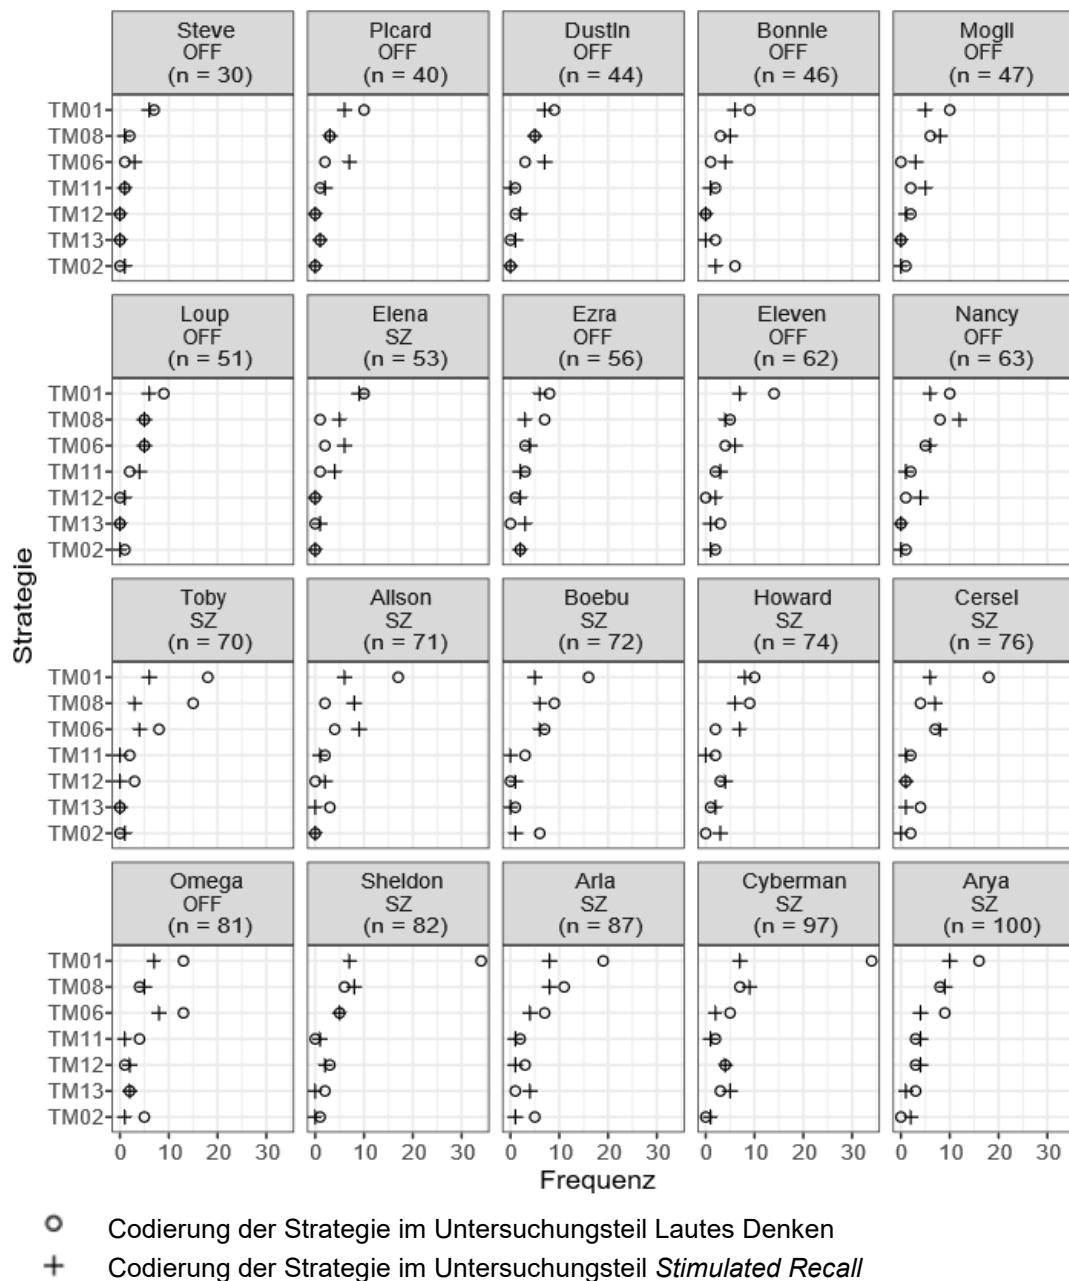 Steve PIcard DustIn BonnIe MogII
OFF OFF OFF OFF OFF
(n = 30) (n = 40) (n = 44) (n = 46) (n = 47)
TM01
TM08
TM06
TM11
TM12
TM13
TM02
Loup Elena Ezra Eleven Nancy
OFF SZ OFF OFF OFF
(n = 51) (n = 53) (n = 56) (n = 62) (n = 63)
TM01
TM08
TM06
TM11
TM12
TM13
TM02
Strategie
Toby AlIson Boebu Howard CerseI
SZ SZ SZ SZ SZ
(n = 70) (n = 71) (n = 72) (n = 74) (n = 76)
TM01
TM08
TM06
TM11
TM12
TM13
TM02
Omega Sheldon ArIa Cyberman Arya
OFF SZ SZ SZ SZ
(n = 81) (n = 82) (n = 87) (n = 97) (n = 100)
TM01
TM08
TM06
TM11
TM12
TM13
TM02
0 10 20 30 0 10 20 30 0 10 20 30 0 10 20 30 0 10 20 30
Frequenz
Codierung der Strategie im Untersuchungsteil Lautes Denken
Codierung der Strategie im Untersuchungsteil Stimulated Recall